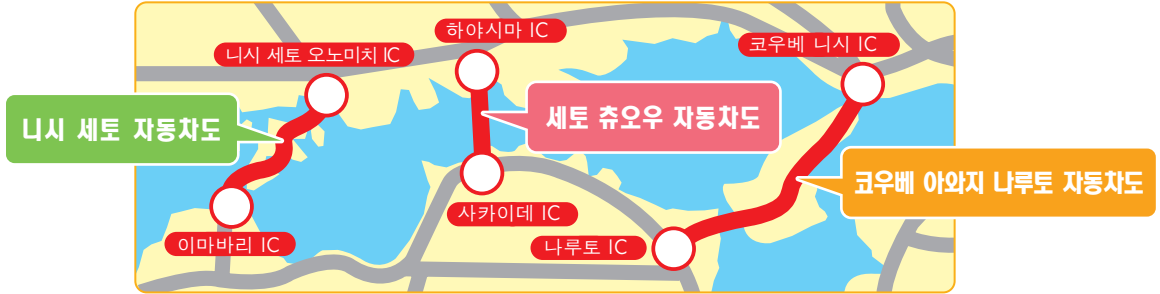 하야시마 IC
니시 세토 오노미치 IC
코우베 니시 IC
니시 세토 자동차도
세토 츄오우 자동차도
코우베 아와지 나루토 자동차도
사카이데 IC
이마바리 IC
나루토 IC